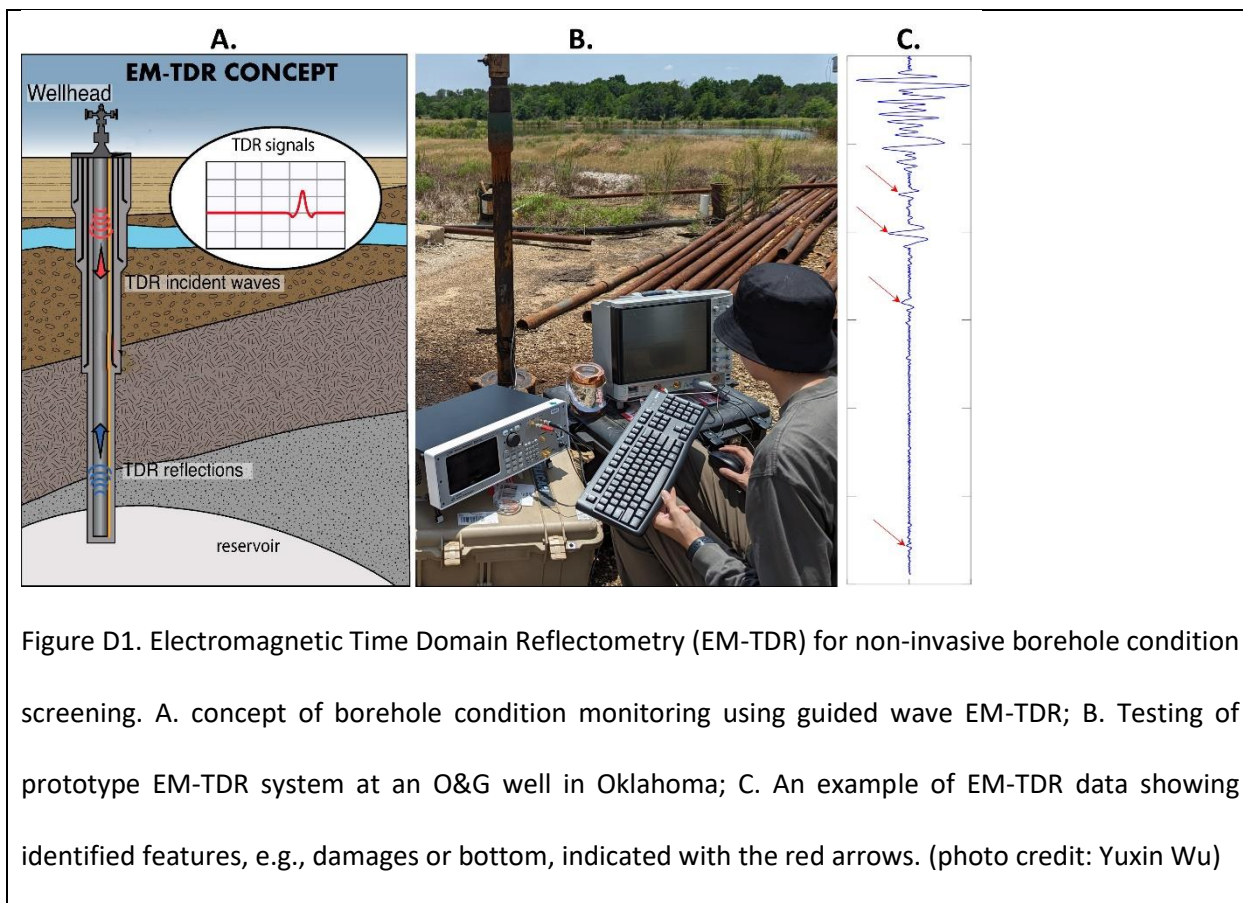 A.
B.
C.
EM-TDR CONCEPT
Wellhead
TDR signals
TDR incident waves
TDR reflections
reservoir
Figure D1. Electromagnetic Time Domain Reflectometry (EM-TDR) for non-invasive borehole condition
screening. A. concept of borehole condition monitoring using guided wave EM-TDR; B. Testing of
prototype EM-TDR system at an O&G well in Oklahoma; C. An example of EM-TDR data showing
identified features, e.g., damages or bottom, indicated with the red arrows. (photo credit: Yuxin Wu)